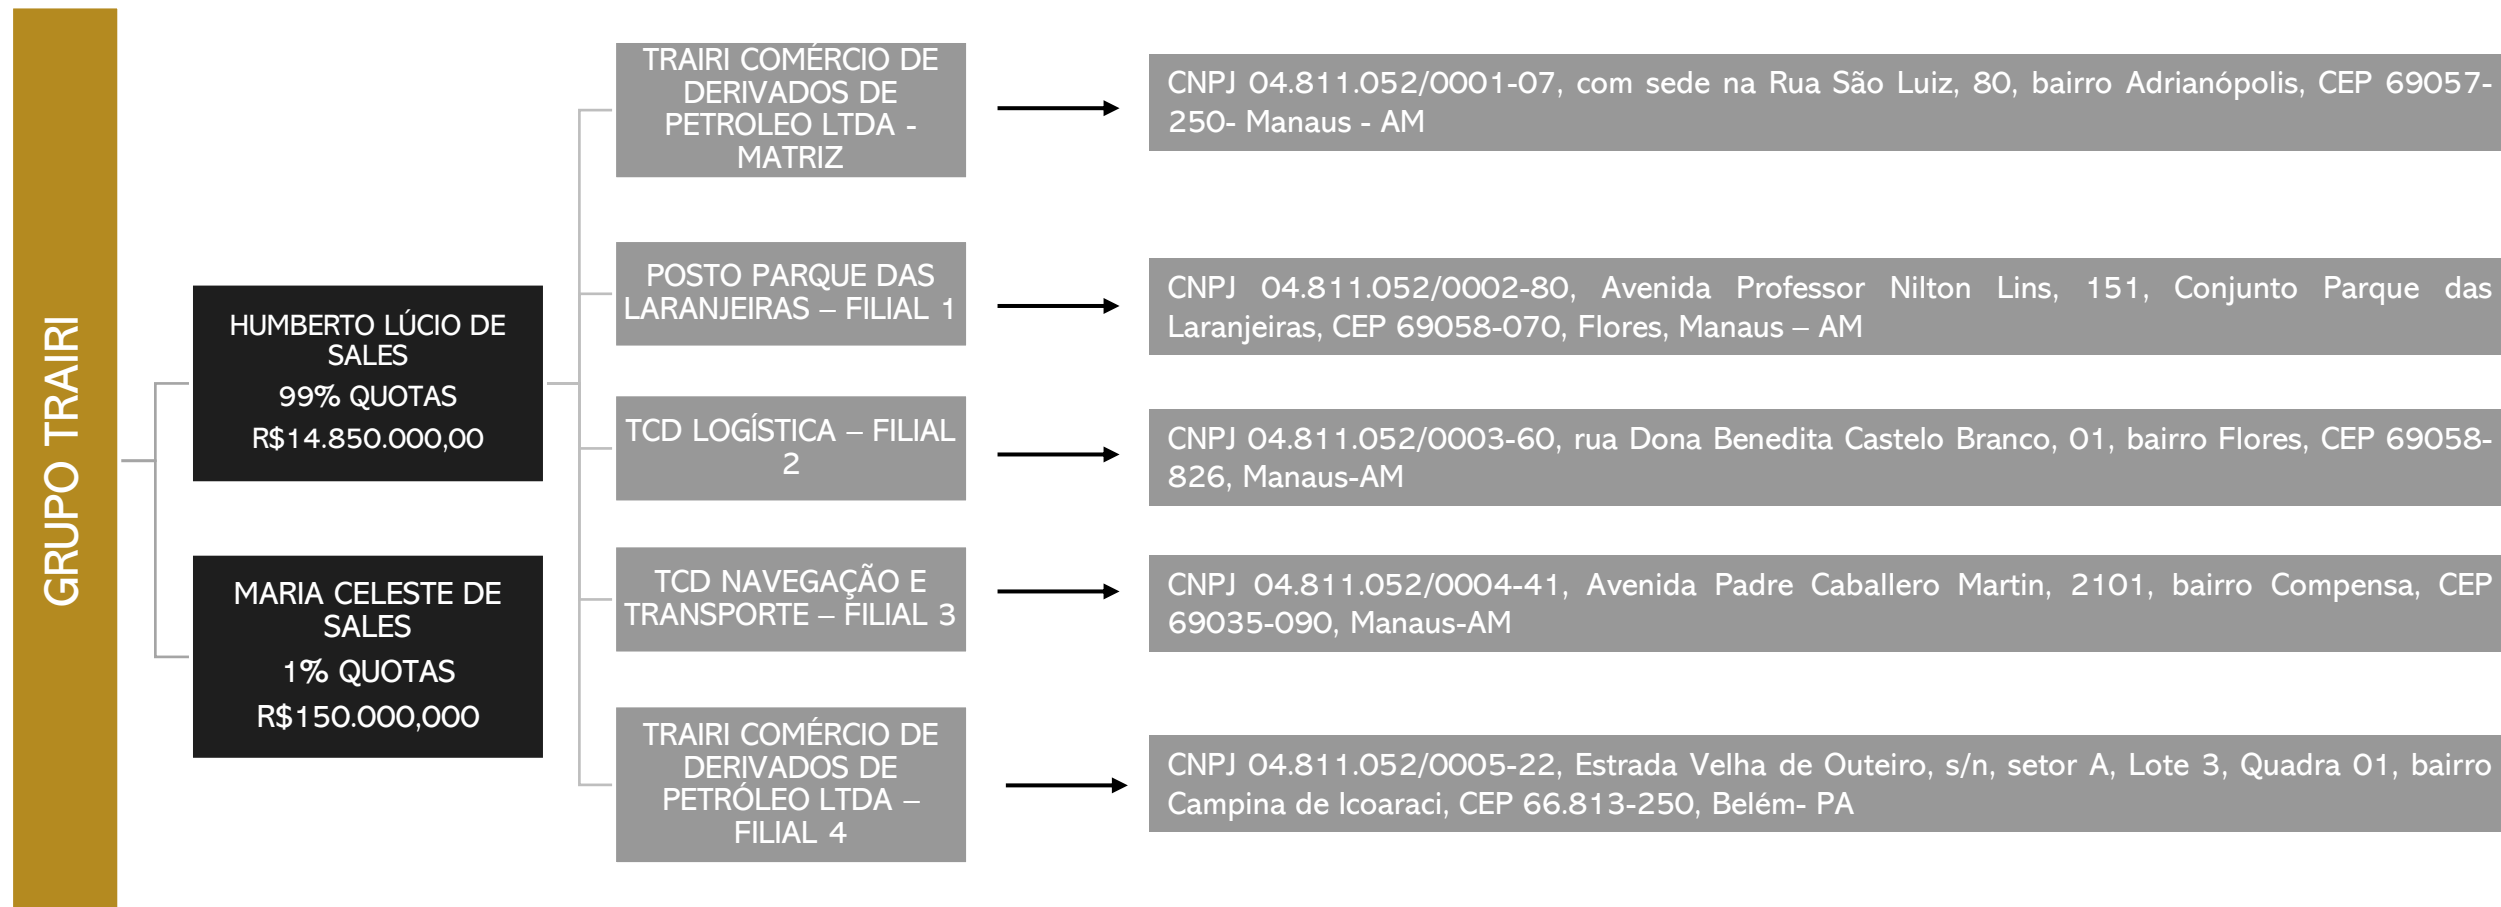 GRUPO TRAIRI
HUMBERTO LÚCIO DE
SALES
99% QUOTAS
R$14.850.000,00
MARIA CELESTE DE
SALES
1% QUOTAS
R$150.000,000
TRAIRI COMÉRCIO DE
DERIVADOS DE
PETROLEO LTDA -
MATRIZ
CNPJ 04.811.052/0001-07, com sede na Rua São Luiz, 80, bairro Adrianópolis, CEP 69057-
250- Manaus - AM
POSTO PARQUE DAS
LARANJEIRAS – FILIAL 1
CNPJ 04.811.052/0002-80, Avenida Professor Nilton Lins, 151, Conjunto Parque das
Laranjeiras, CEP 69058-070, Flores, Manaus – AM
TCD LOGÍSTICA – FILIAL
2
CNPJ 04.811.052/0003-60, rua Dona Benedita Castelo Branco, 01, bairro Flores, CEP 69058-
826, Manaus-AM
TCD NAVEGAÇÃO E
TRANSPORTE – FILIAL 3
CNPJ 04.811.052/0004-41, Avenida Padre Caballero Martin, 2101, bairro Compensa, CEP
69035-090, Manaus-AM
TRAIRI COMÉRCIO DE
DERIVADOS DE
PETRÓLEO LTDA –
FILIAL 4
CNPJ 04.811.052/0005-22, Estrada Velha de Outeiro, s/n, setor A, Lote 3, Quadra 01, bairro
Campina de Icoaraci, CEP 66.813-250, Belém- PA